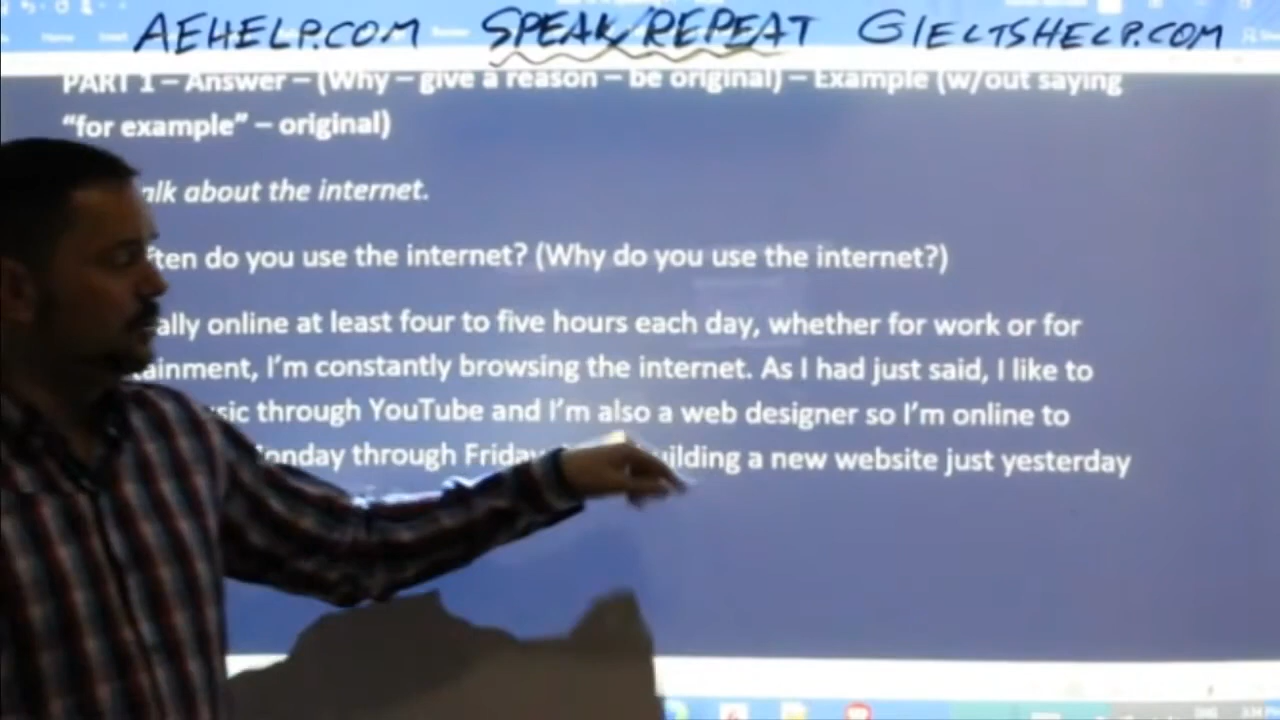 AEHELP.COM SPEAK/REPEAT GIELTSHELP.COM
PART 1 – Answer – (Why – give a reason – be original) – Example (w/out saying
“for example” – original)
alk about the internet.
ften do you use the internet? (Why do you use the internet?)
ally online at least four to five hours each day, whether for work or for
tainment, I’m constantly browsing the internet. As I had just said, I like to
sic through YouTube and I’m also a web designer so I’m online to
onday through Friday uilding a new website just yesterday